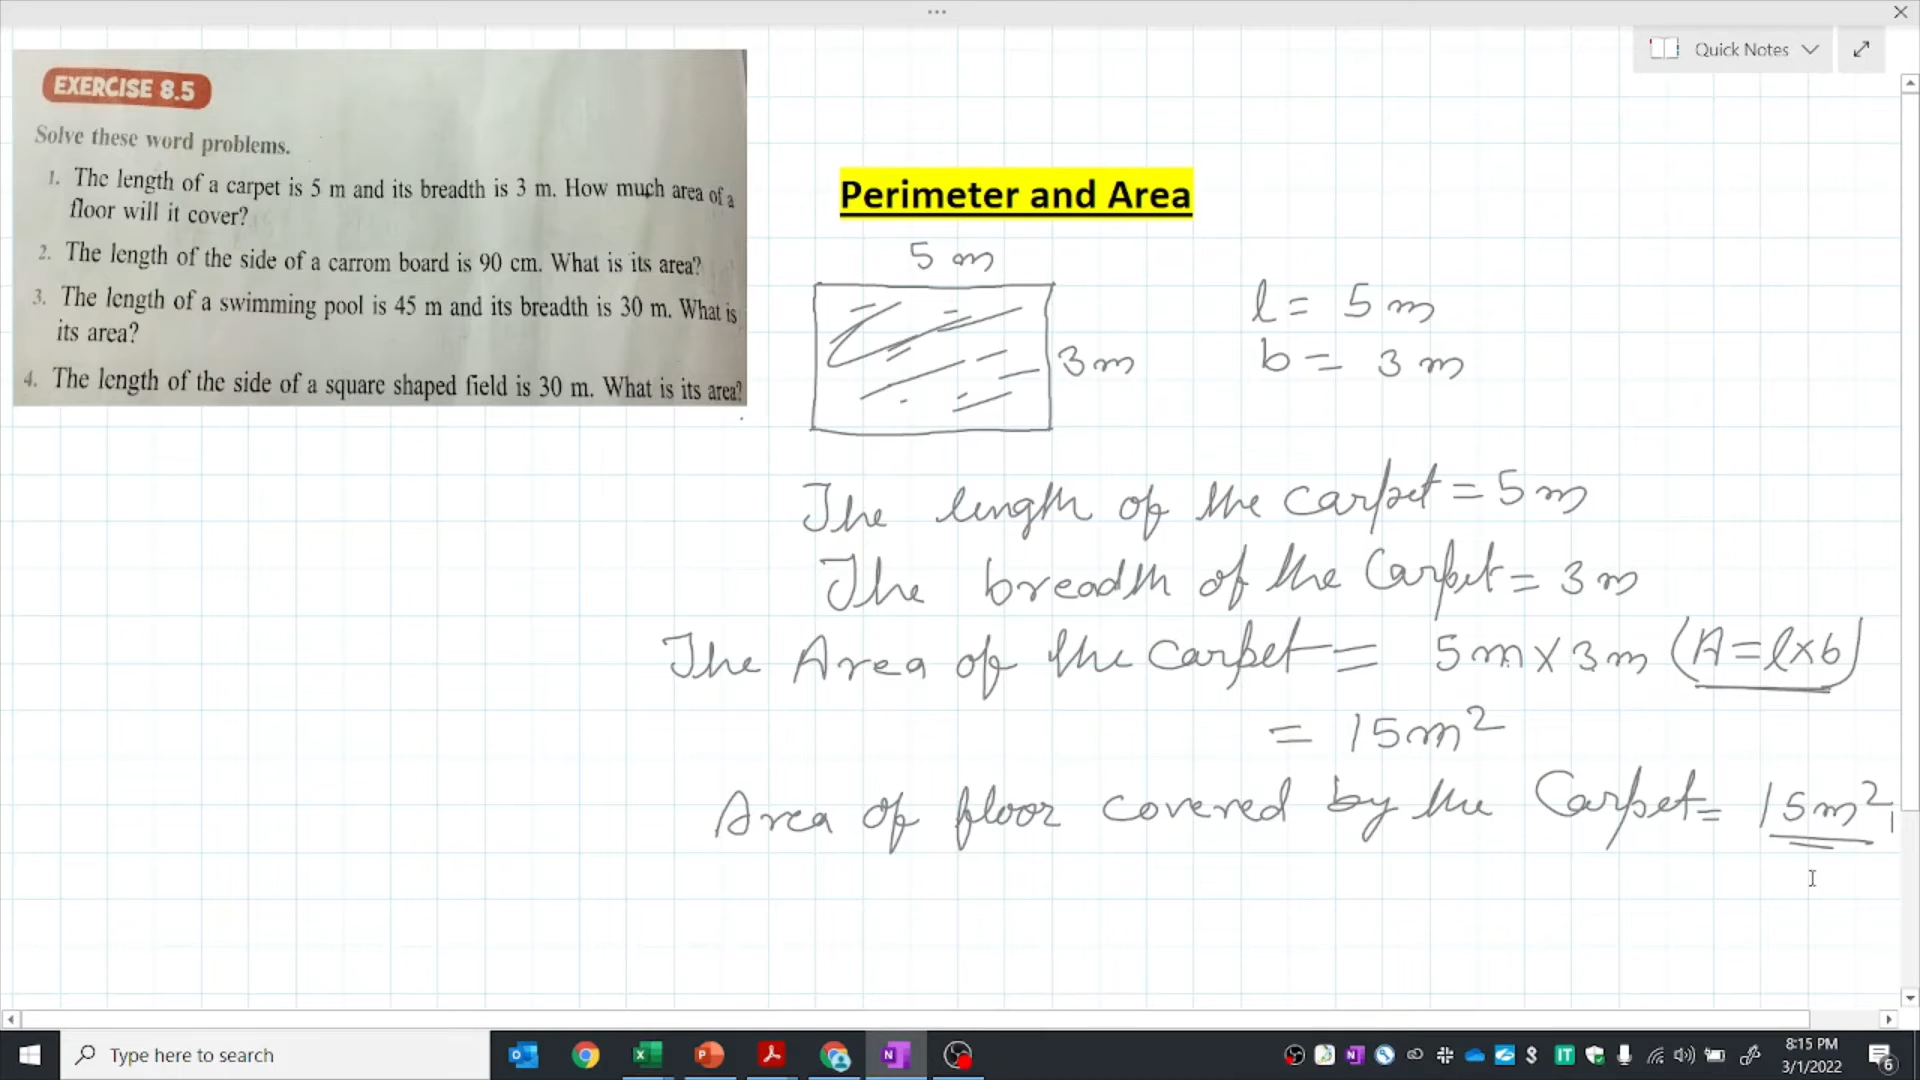 Quick Notes
EXERCISE 8.5
Solve these word problems.
1. The length of a carpet is 5 m and its breadth is 3 m. How much area of a
floor will it cover?
2. The length of the side of a carrom board is 90 cm. What is its area?
3. The length of a swimming pool is 45 m and its breadth is 30 m. What is
its area?
4. The length of the side of a square shaped field is 30 m. What is its area?
Perimeter and Area
5 m
3 m
l = 5 m
b = 3 m
The length of the carpet = 5 m
The breadth of the Carpet = 3 m
The Area of the carpet = 5 m x 3 m (A = l x b)
= 15 m²
Area of floor covered by the Carpet = 15 m²
Type here to search
8:15 PM
3/1/2022
6